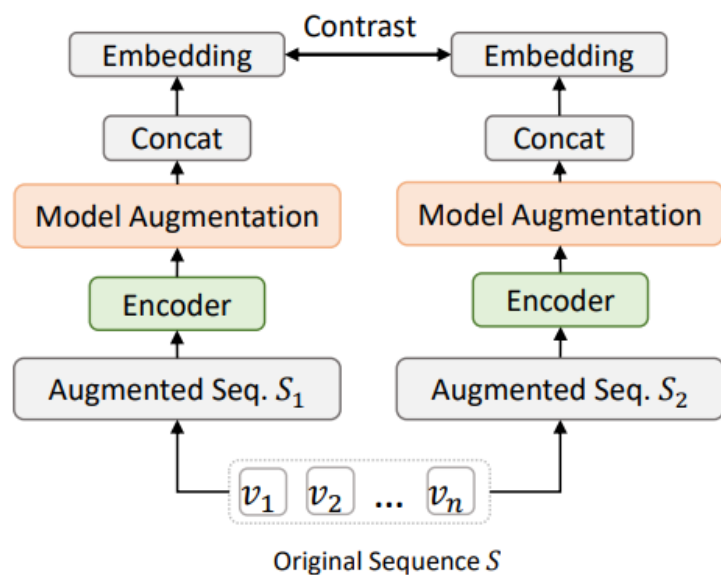 Contrast
Embedding Embedding
Concat Concat
Model Augmentation Model Augmentation
Encoder Encoder
Augmented Seq. S₁ Augmented Seq. S₂
v₁ v₂ ... vₙ
Original Sequence S